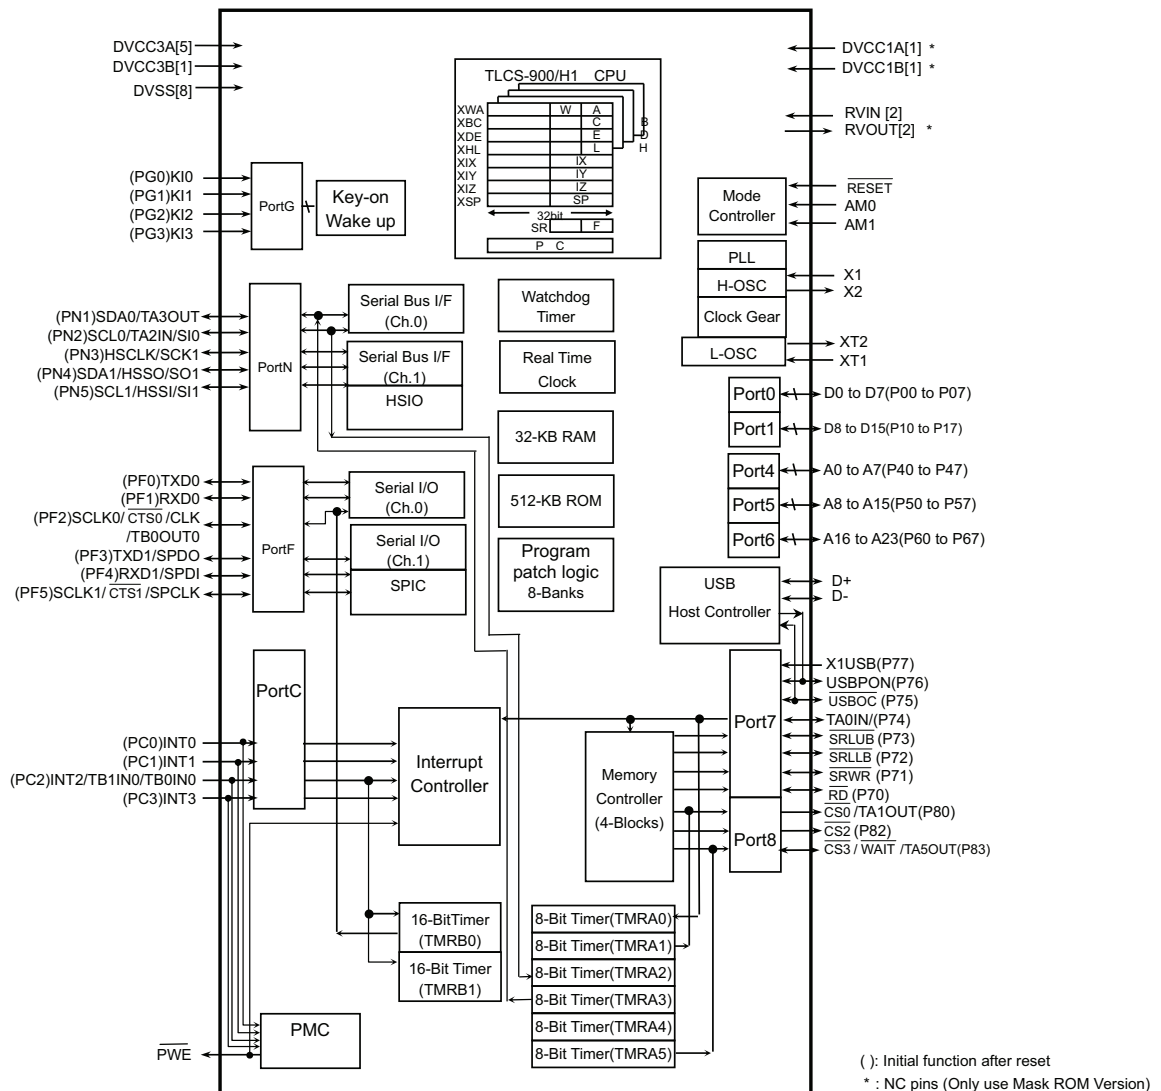 DVCC3A[5]
DVCC3B[1]
DVSS[8]
DVCC1A[1] *
DVCC1B[1] *
RVIN [2]
RVOUT[2] *
TLCS-900/H1 CPU
XWA W A
XBC C B
XDE E D
XHL L H
XIX IX
XIY IY
XIZ IZ
XSP SP
32bit
SR F
P C
(PG0)KI0
(PG1)KI1
(PG2)KI2
(PG3)KI3
PortG
Key-on
Wake up
Mode
Controller
RESET
AM0
AM1
PLL
H-OSC
Clock Gear
L-OSC
X1
X2
XT2
XT1
(PN1)SDA0/TA3OUT
(PN2)SCL0/TA2IN/SI0
(PN3)HSCLK/SCK1
(PN4)SDA1/HSSO/SO1
(PN5)SCL1/HSSI/SI1
PortN
Serial Bus I/F
(Ch.0)
Serial Bus I/F
(Ch.1)
HSIO
Watchdog
Timer
Real Time
Clock
32-KB RAM
512-KB ROM
Program
patch logic
8-Banks
Port0
D0 to D7(P00 to P07)
Port1
D8 to D15(P10 to P17)
Port4
A0 to A7(P40 to P47)
Port5
A8 to A15(P50 to P57)
Port6
A16 to A23(P60 to P67)
(PF0)TXD0
(PF1)RXD0
(PF2)SCLK0/ CTS0 /CLK
/TB0OUT0
(PF3)TXD1/SPDO
(PF4)RXD1/SPDI
(PF5)SCLK1/ CTS1 /SPCLK
PortF
Serial I/O
(Ch.0)
Serial I/O
(Ch.1)
SPIC
USB
Host Controller
D+
D-
X1USB(P77)
USBPON(P76)
USBOC (P75)
TA0IN/(P74)
SRLUB (P73)
SRLLB (P72)
SRWR (P71)
RD (P70)
CS0 /TA1OUT(P80)
CS2 (P82)
CS3 / WAIT /TA5OUT(P83)
Port7
Port8
PortC
(PC0)INT0
(PC1)INT1
(PC2)INT2/TB1IN0/TB0IN0
(PC3)INT3
Interrupt
Controller
Memory
Controller
(4-Blocks)
16-BitTimer
(TMRB0)
16-Bit Timer
(TMRB1)
8-Bit Timer(TMRA0)
8-Bit Timer(TMRA1)
8-Bit Timer(TMRA2)
8-Bit Timer(TMRA3)
8-Bit Timer(TMRA4)
8-Bit Timer(TMRA5)
PMC
PWE
( ): Initial function after reset
* : NC pins (Only use Mask ROM Version)